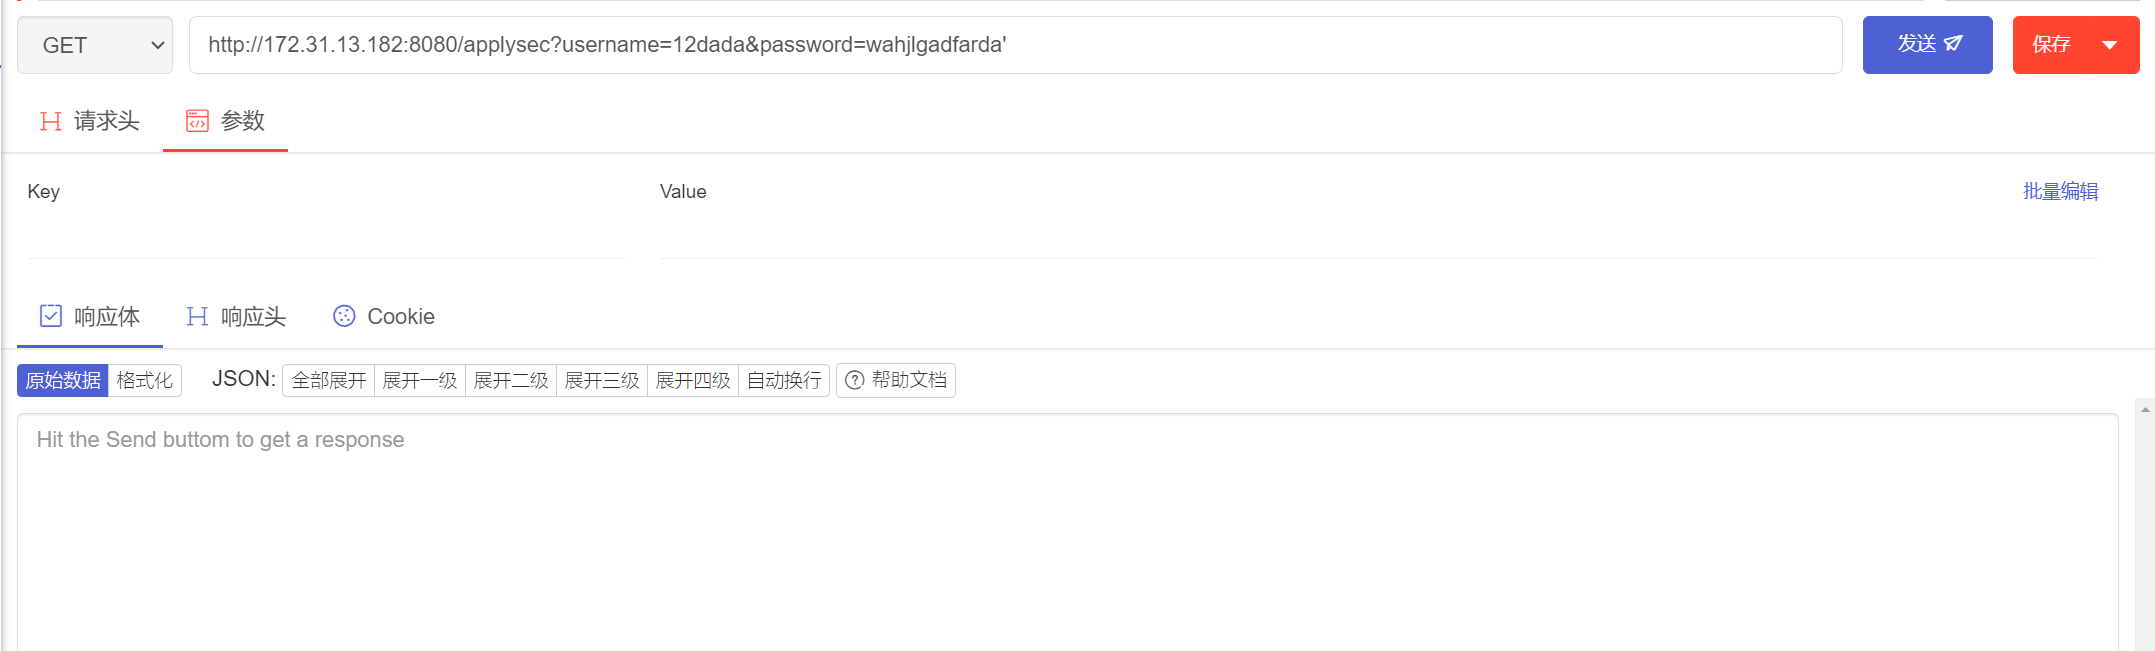 GET http://172.31.13.182:8080/applysec?username=12dada&password=wahjlgadfarda' 发送 保存
请求头 参数
Key Value 批量编辑
响应体 响应头 Cookie
原始数据 格式化 JSON: 全部展开 展开一级 展开二级 展开三级 展开四级 自动换行 帮助文档
Hit the Send buttom to get a response